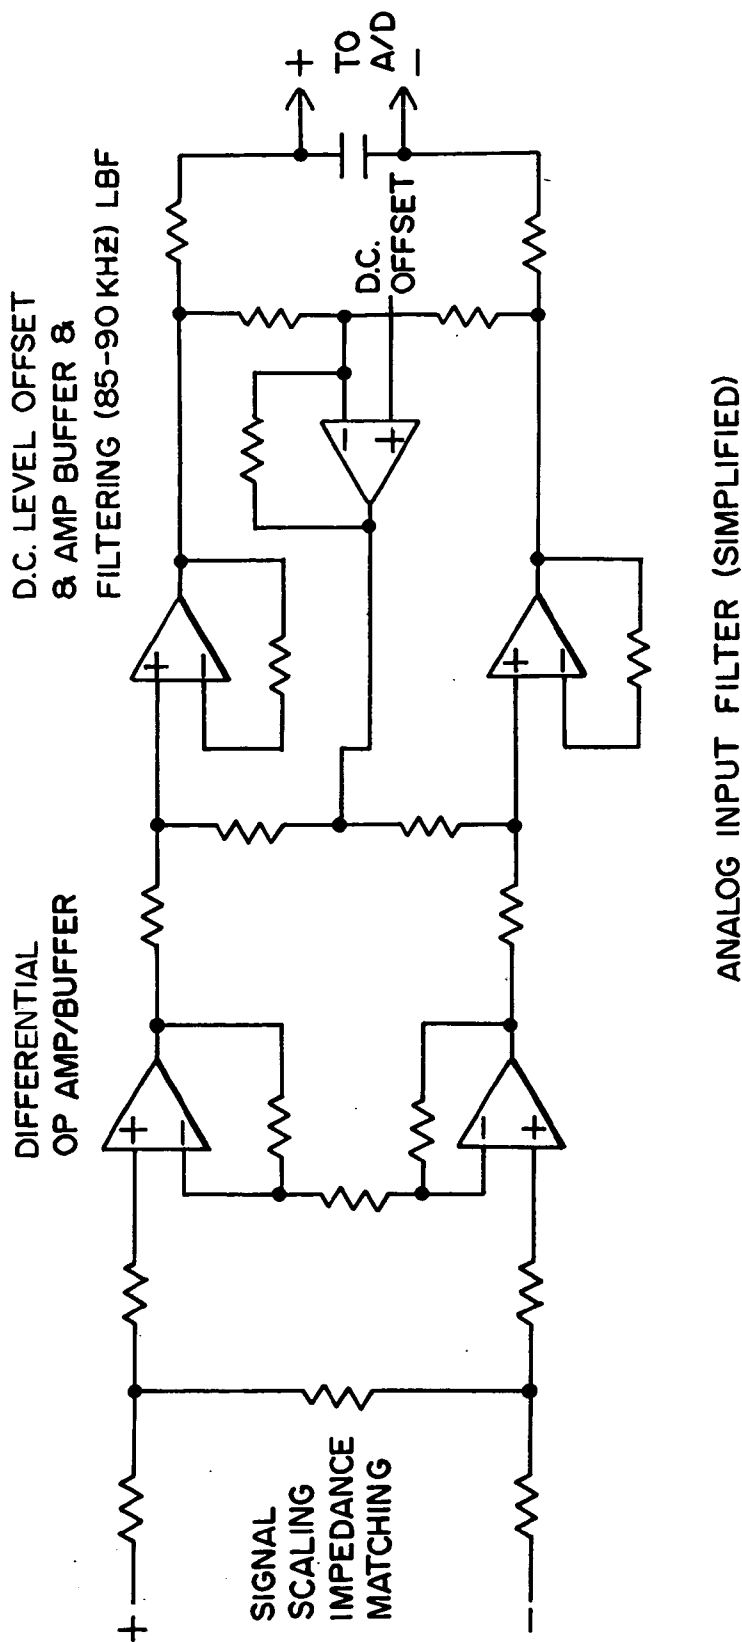 DIFFERENTIAL
OP AMP/BUFFER
D.C. LEVEL OFFSET
& AMP BUFFER &
FILTERING (85-90 KHZ) LBF
+
+
-
+
-
+
TO
A/D
-
D.C.
OFFSET
-
+
SIGNAL
SCALING
IMPEDANCE
MATCHING
-
+
+
-
-
ANALOG INPUT FILTER (SIMPLIFIED)